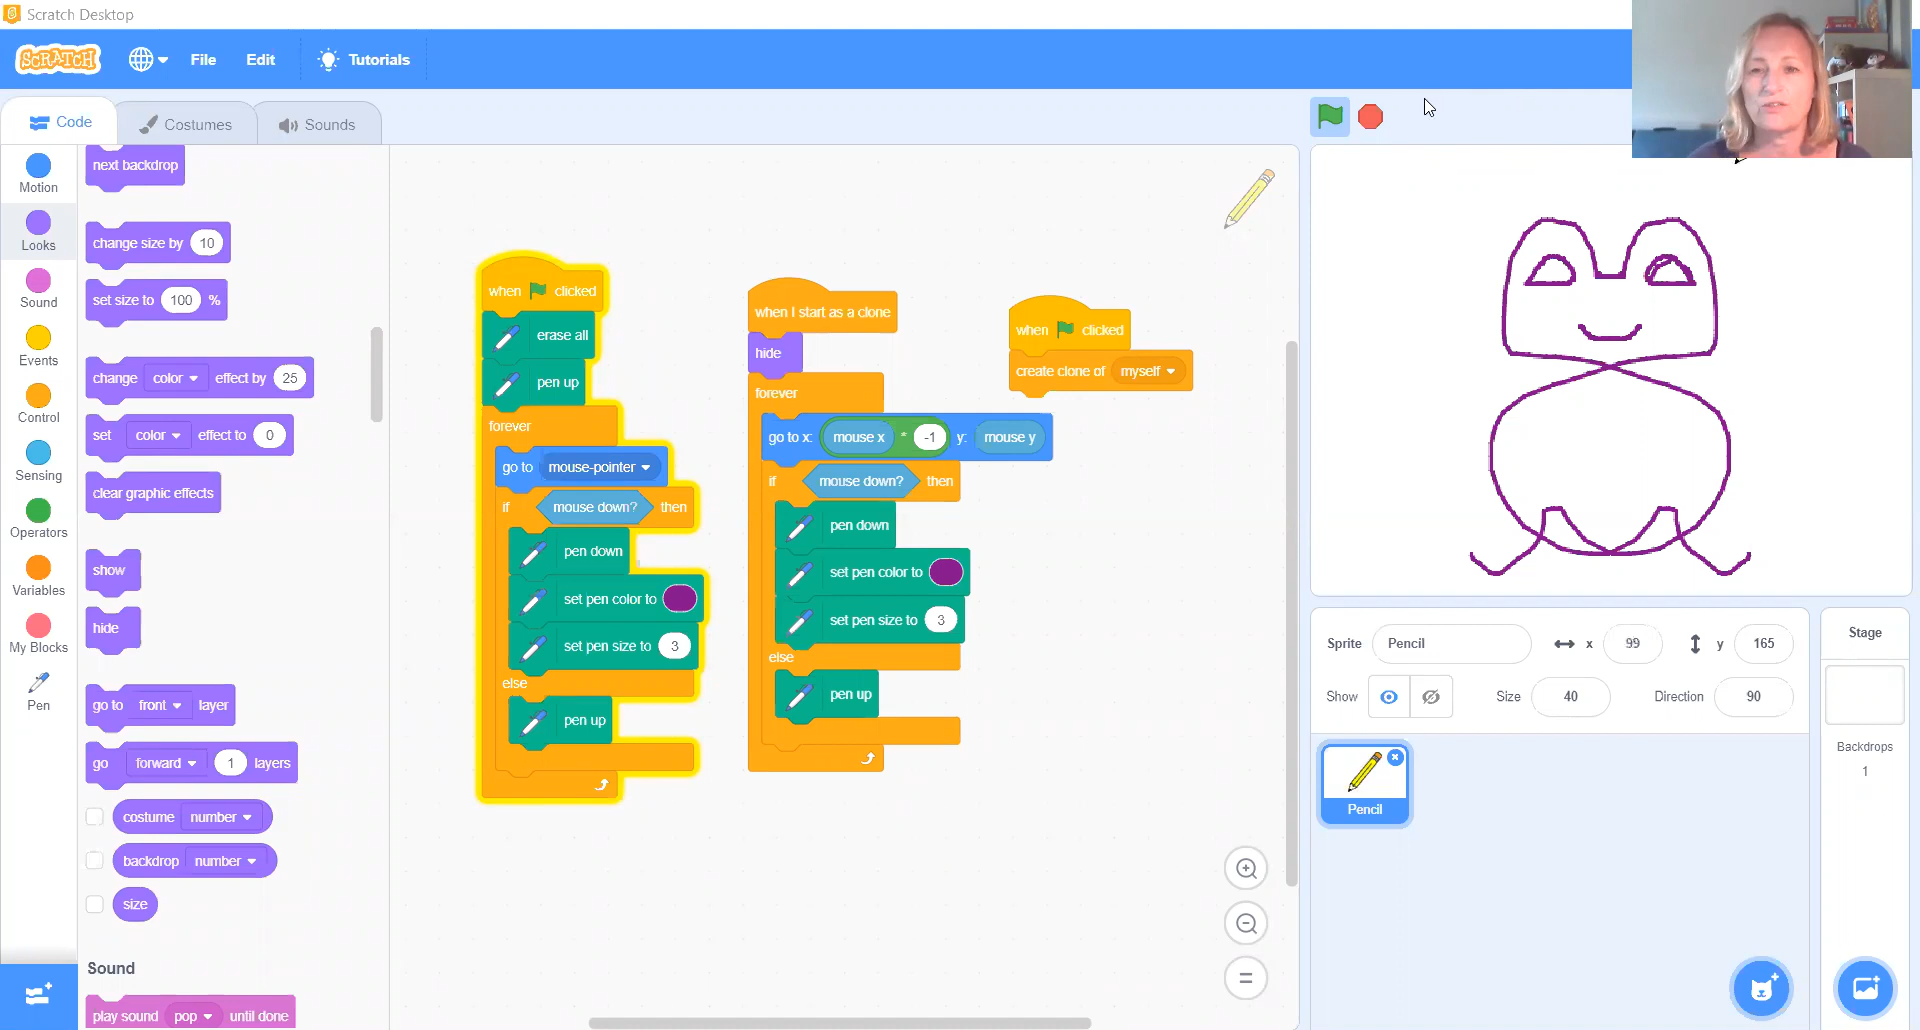 Scratch Desktop
SCRATCH
File
Edit
Tutorials
Code
Costumes
Sounds
Motion
Looks
Sound
Events
Control
Sensing
Operators
Variables
My Blocks
Pen
next backdrop
change size by 10
set size to 100 %
change color effect by 25
set color effect to 0
clear graphic effects
show
hide
go to front layer
go forward 1 layers
costume number
backdrop number
size
Sound
play sound pop until done
when clicked
erase all
pen up
forever
go to mouse-pointer
if mouse down? then
pen down
set pen color to
set pen size to 3
else
pen up
when I start as a clone
hide
forever
go to x: mouse x * -1 y: mouse y
if mouse down? then
pen down
set pen color to
set pen size to 3
else
pen up
when clicked
create clone of myself
Sprite Pencil x 99 y 165
Show Size 40 Direction 90
Pencil
Stage
Backdrops
1